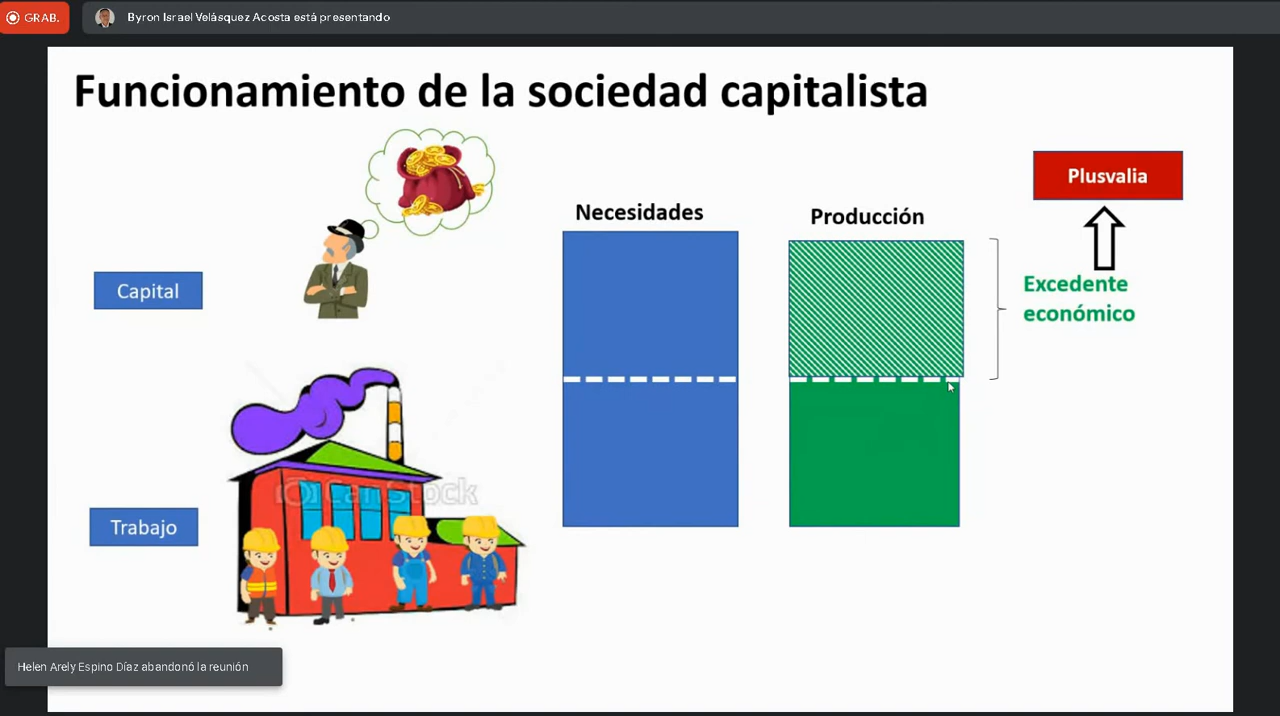 GRAB.
Byron Israel Velásquez Acosta está presentando
Funcionamiento de la sociedad capitalista
Plusvalia
Necesidades
Producción
Capital
Excedente
económico
CanStock
Trabajo
Helen Arely Espino Díaz abandonó la reunión